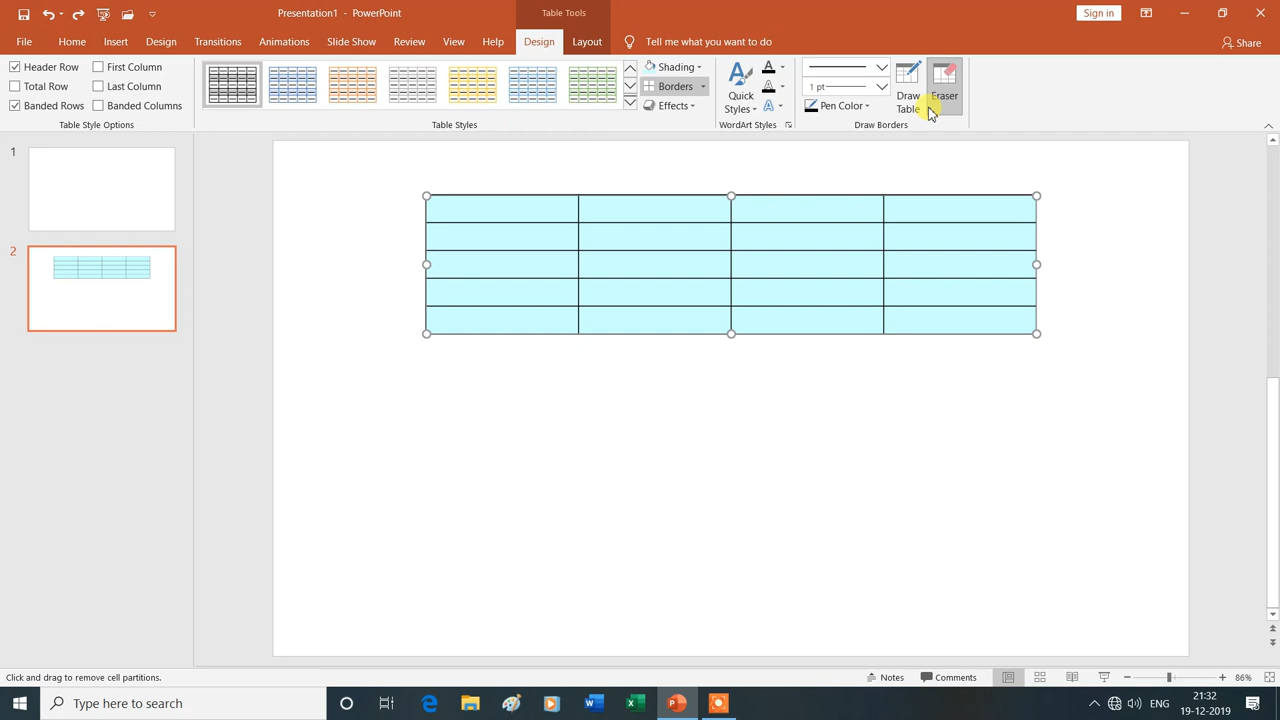 Presentation1 - PowerPoint
Table Tools
Sign in
File
Home
Insert
Design
Transitions
Animations
Slide Show
Review
View
Help
Design
Layout
Tell me what you want to do
Share
Header Row
First Column
Total Row
Last Column
Banded Rows
Banded Columns
Table Style Options
Shading
Borders
Effects
Table Styles
Quick
Styles
A
A
A
A
WordArt Styles
1 pt
Pen Color
Draw
Table
Eraser
Draw Borders
1
2
Click and drag to remove cell partitions.
Notes
Comments
86%
Type here to search
ENG
21:32
19-12-2019